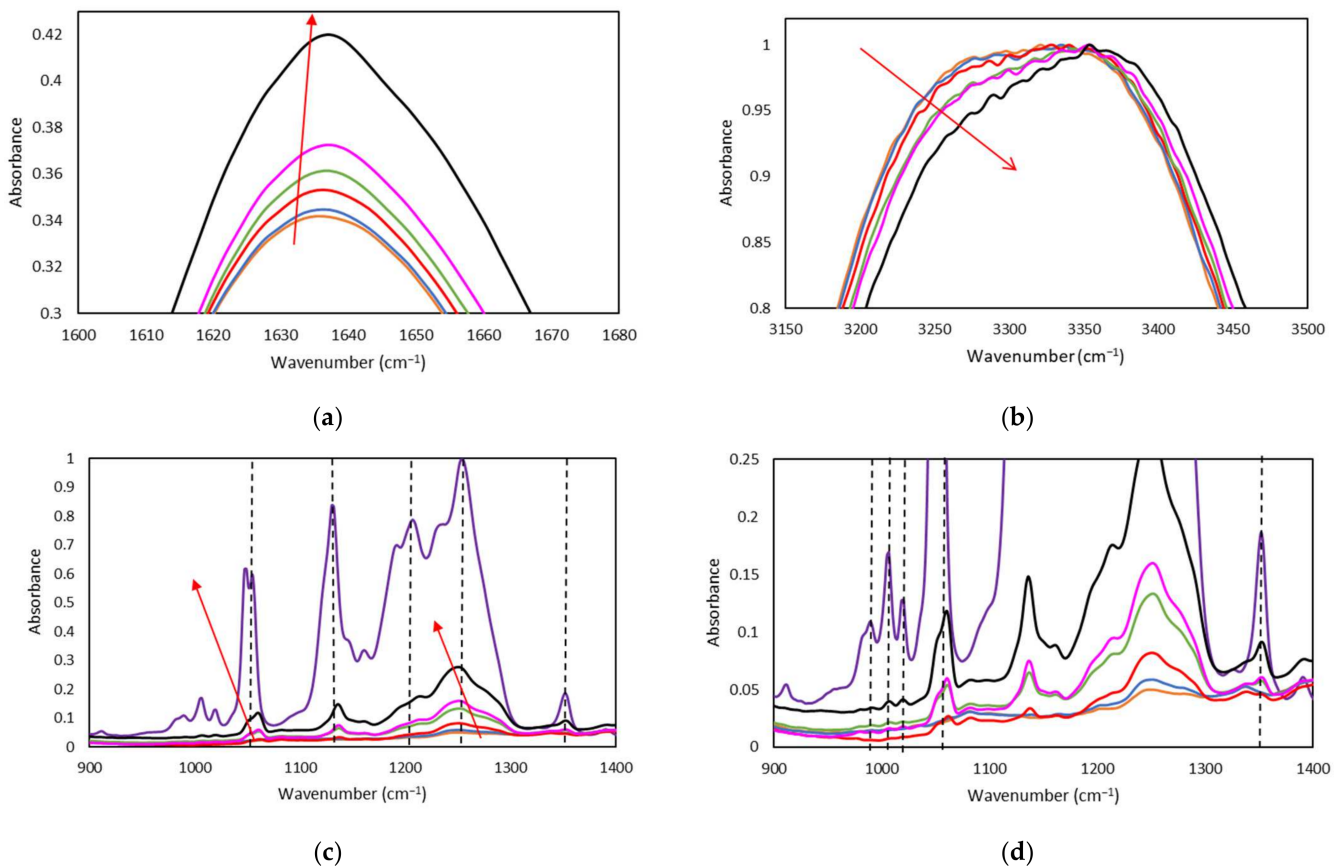 0.42
0.4
0.38
0.36
0.34
0.32
0.3
Absorbance
1600 1610 1620 1630 1640 1650 1660 1670 1680
Wavenumber (cm⁻¹)
(a)
1
0.95
0.9
0.85
0.8
Absorbance
3150 3200 3250 3300 3350 3400 3450 3500
Wavenumber (cm⁻¹)
(b)
1
0.9
0.8
0.7
0.6
0.5
0.4
0.3
0.2
0.1
0
Absorbance
900 1000 1100 1200 1300 1400
Wavenumber (cm⁻¹)
(c)
0.25
0.2
0.15
0.1
0.05
0
Absorbance
900 1000 1100 1200 1300 1400
Wavenumber (cm⁻¹)
(d)